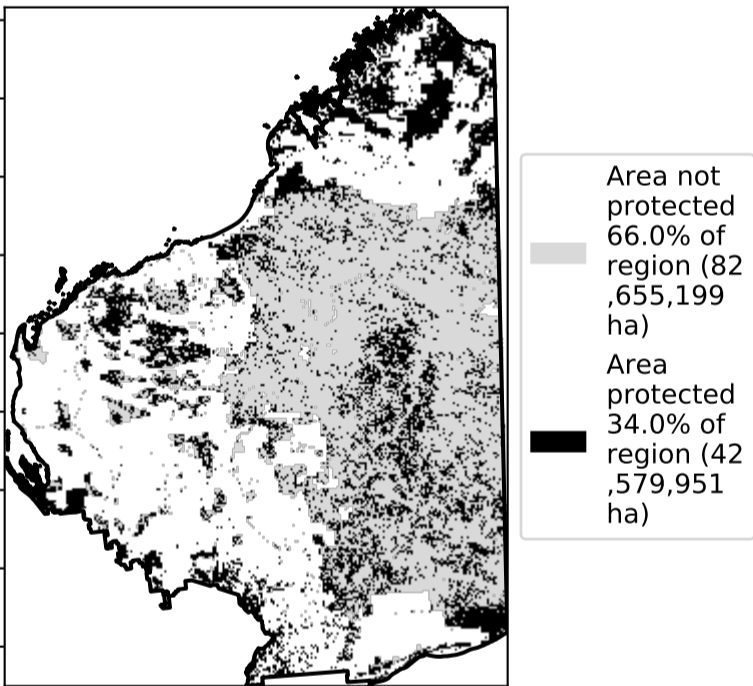 Area not
protected
66.0% of
region (82
,655,199
ha)
Area
protected
34.0% of
region (42
,579,951
ha)